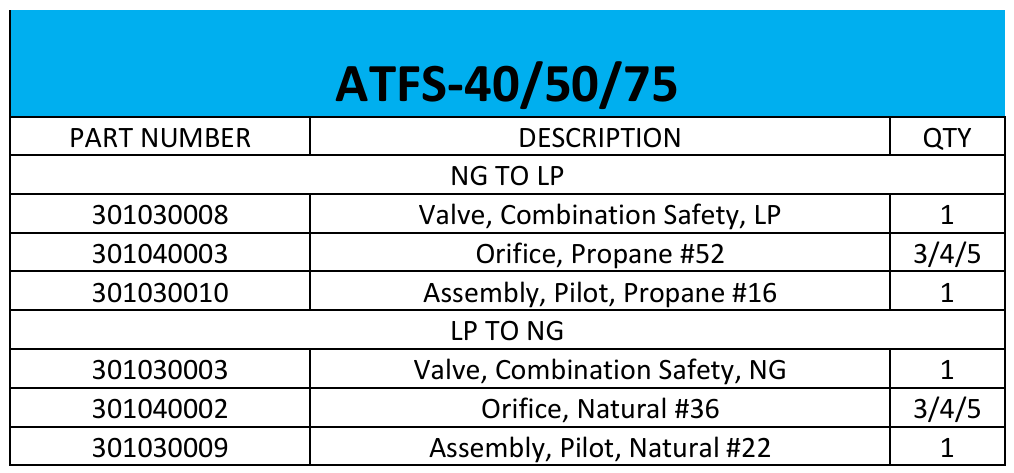 ATFS-40/50/75
PART NUMBER DESCRIPTION QTY
NG TO LP
301030008 Valve, Combination Safety, LP 1
301040003 Orifice, Propane #52 3/4/5
301030010 Assembly, Pilot, Propane #16 1
LP TO NG
301030003 Valve, Combination Safety, NG 1
301040002 Orifice, Natural #36 3/4/5
301030009 Assembly, Pilot, Natural #22 1